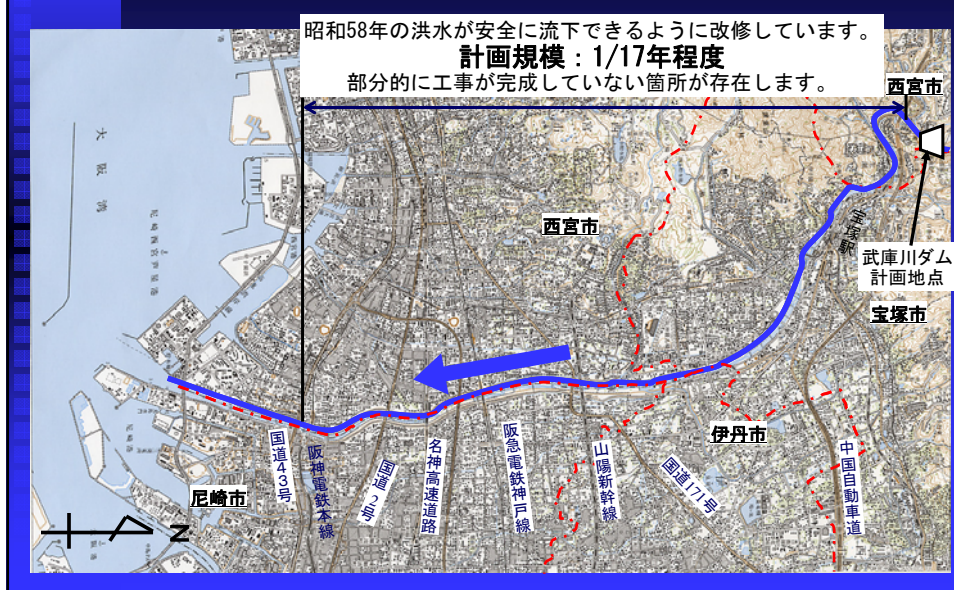 昭和58年の洪水が安全に流下できるように改修しています。
計画規模：1/17年程度
部分的に工事が完成していない箇所が存在します。
西宮市
大阪湾
尼崎西宮芦屋港
西宮市
宝塚駅
武庫川ダム
計画地点
宝塚市
伊丹市
尼崎市
国道43号
阪神電鉄本線
国道2号
名神高速道路
阪急電鉄神戸線
山陽新幹線
国道171号
中国自動車道
N